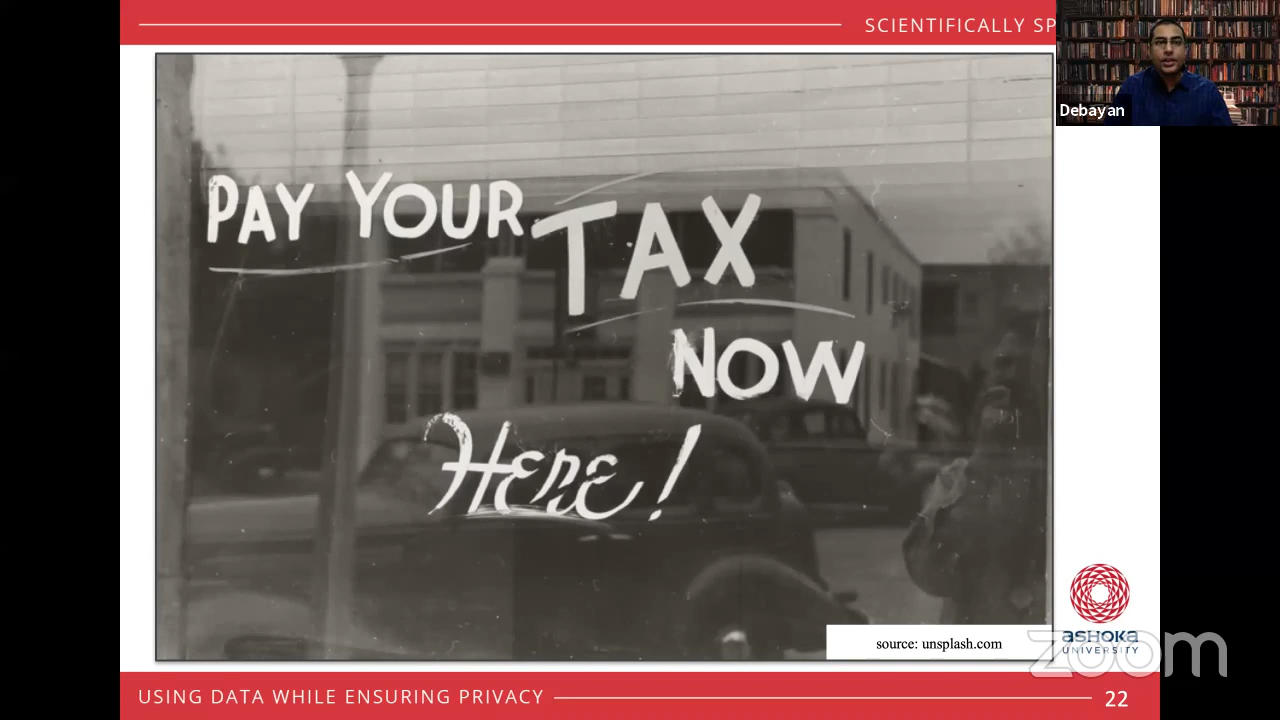 SCIENTIFICALLY SP
Debayan
PAY YOUR TAX
NOW
HERE!
source: unsplash.com
ASHOKA
UNIVERSITY
zoom
USING DATA WHILE ENSURING PRIVACY
22